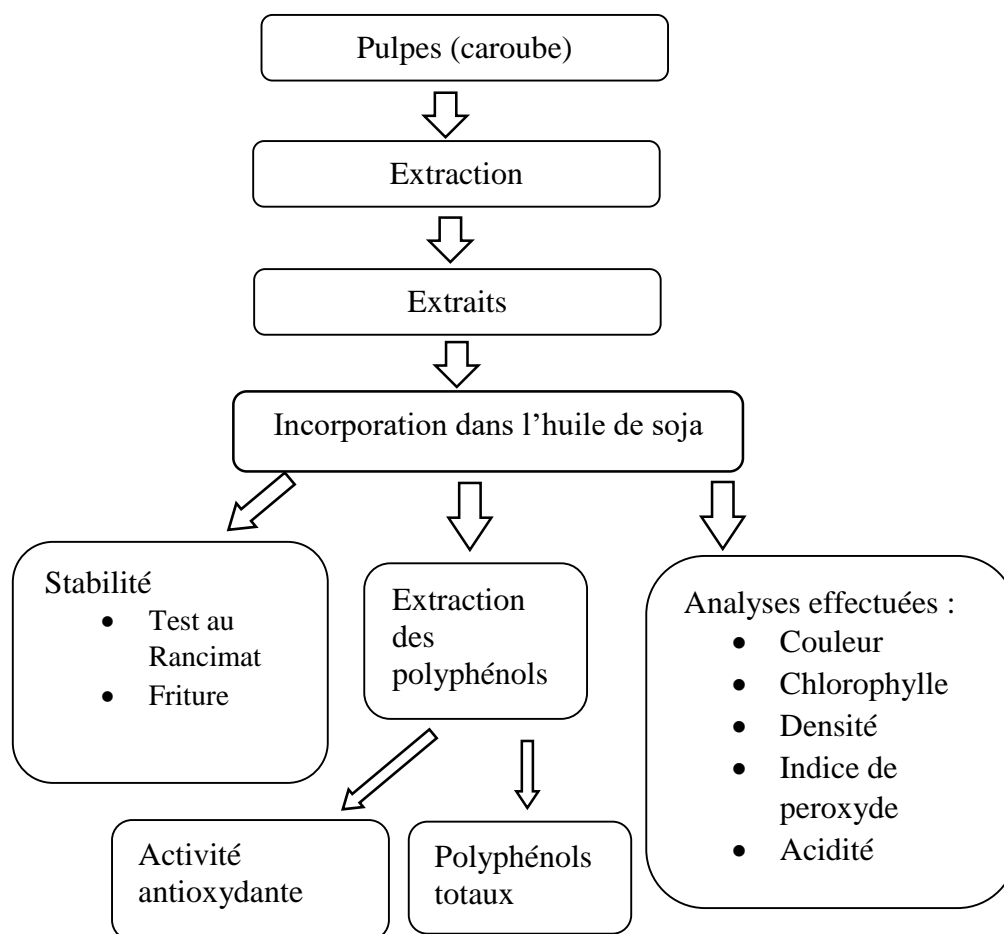 Pulpes (caroube)
Extraction
Extraits
Incorporation dans l’huile de soja
Stabilité
• Test au
Rancimat
• Friture
Extraction
des
polyphénols
Analyses effectuées :
• Couleur
• Chlorophylle
• Densité
• Indice de
peroxyde
• Acidité
Activité
antioxydante
Polyphénols
totaux